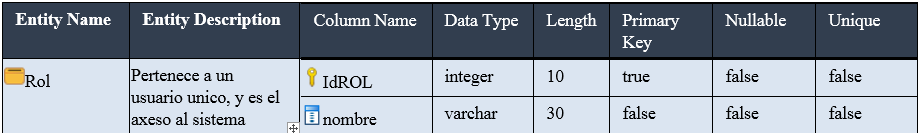 Entity Name Entity Description Column Name Data Type Length Primary Key Nullable Unique
Rol Pertenece a un usuario unico, y es el axeso al sistema
IdROL integer 10 true false false
nombre varchar 30 false false false